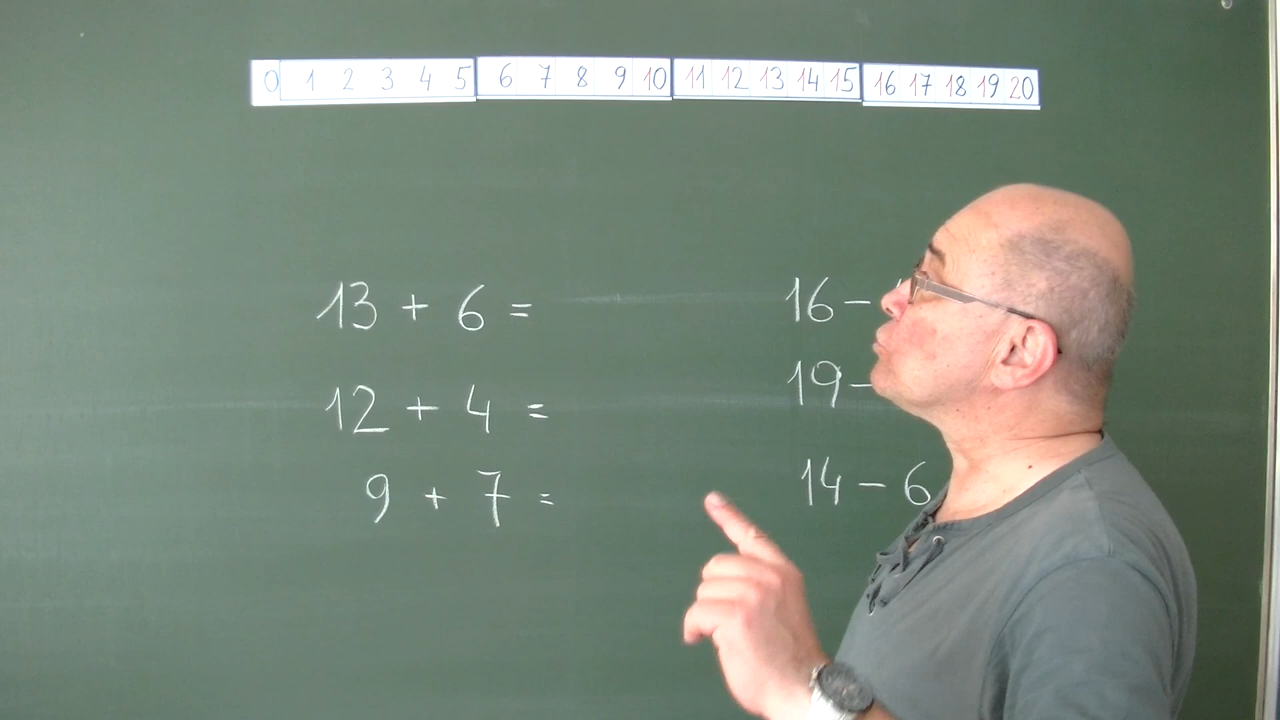 0 1 2 3 4 5 6 7 8 9 10 11 12 13 14 15 16 17 18 19 20
13 + 6 =
12 + 4 =
9 + 7 =
16 -
19 -
14 - 6